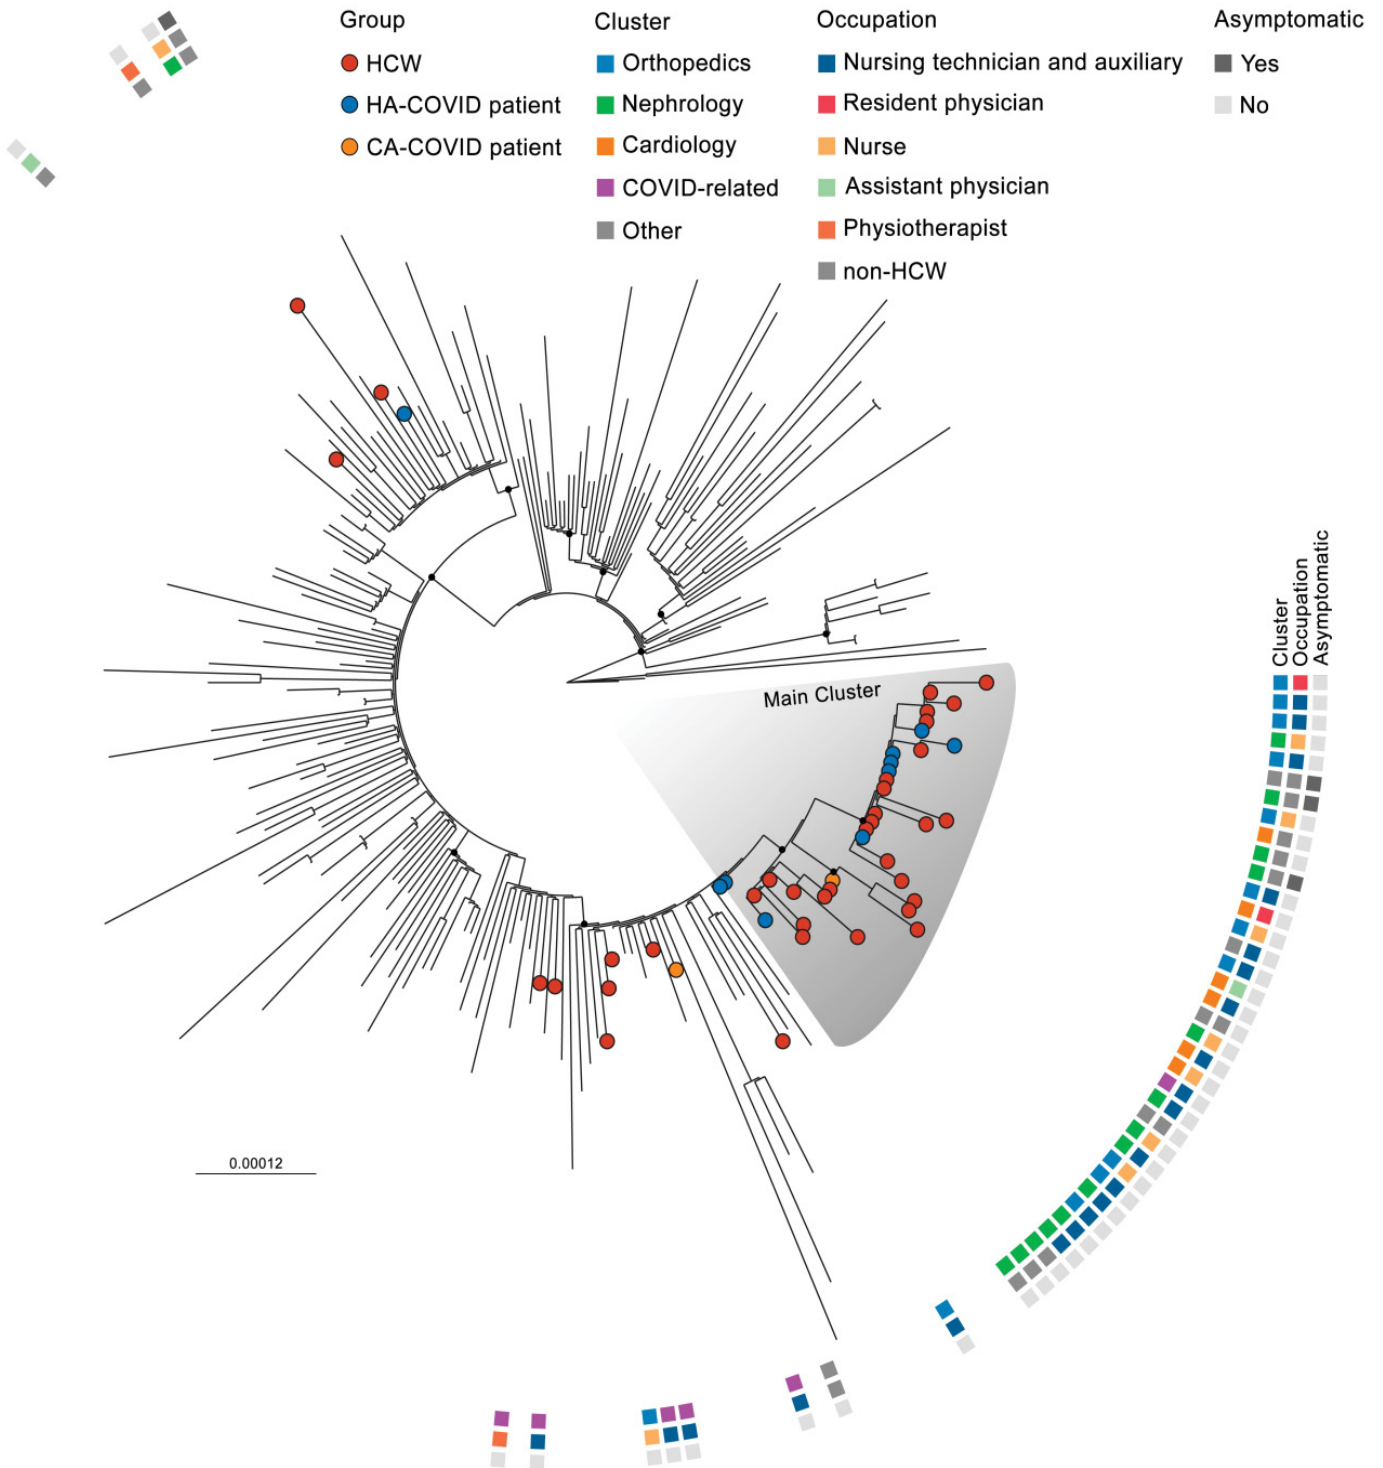 Group
HCW
HA-COVID patient
CA-COVID patient
Cluster
Orthopedics
Nephrology
Cardiology
COVID-related
Other
Occupation
Nursing technician and auxiliary
Resident physician
Nurse
Assistant physician
Physiotherapist
non-HCW
Asymptomatic
Yes
No
Cluster
Occupation
Asymptomatic
Main Cluster
0.00012